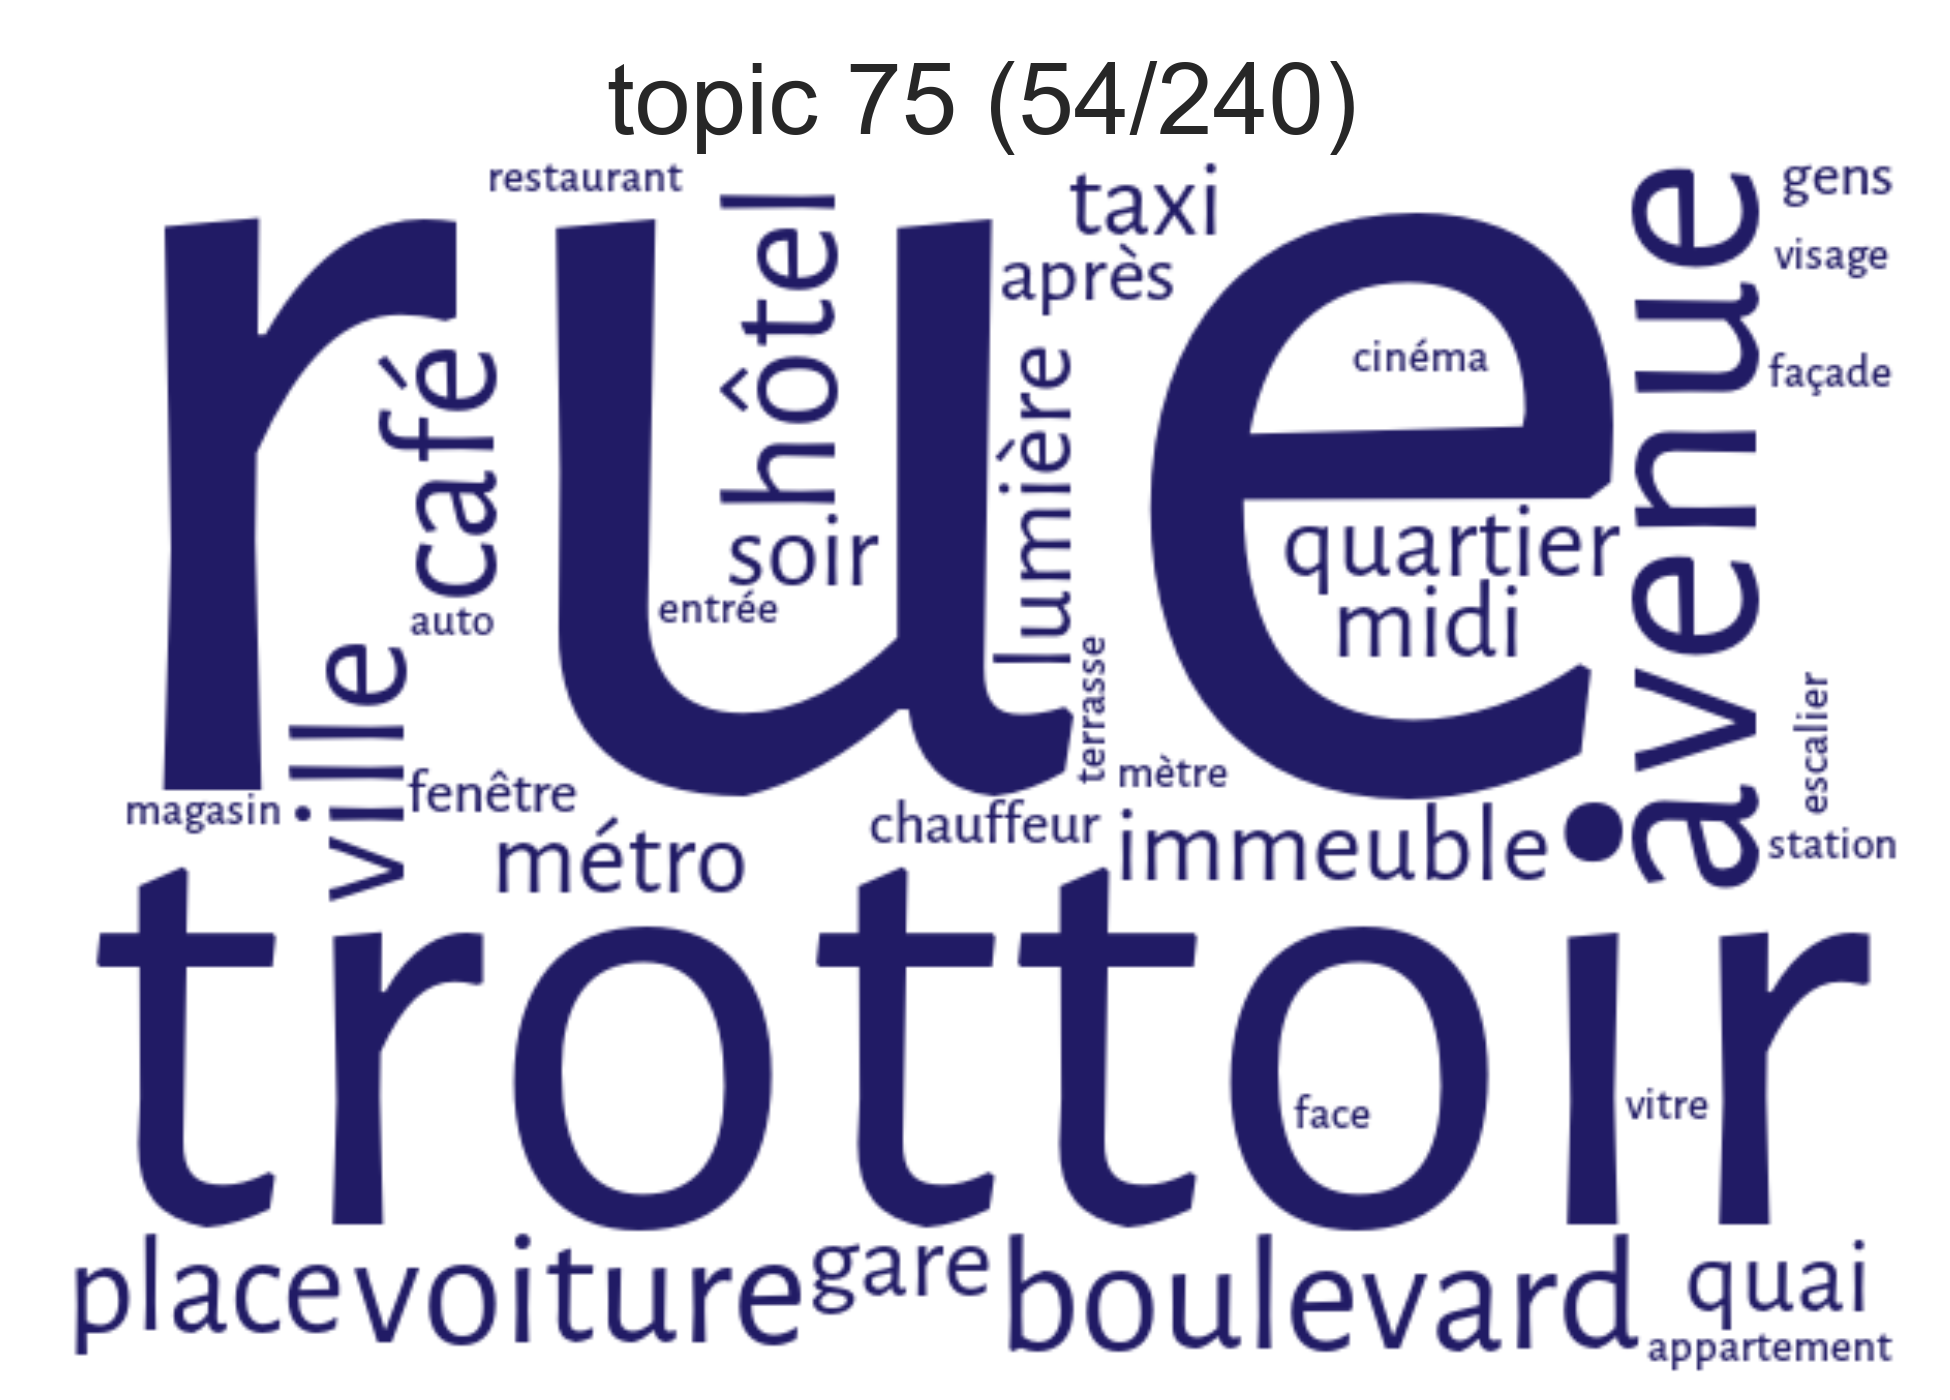 topic 75 (54/240)
restaurant
taxi
gens
rue
hôtel
après
visage
avenue
café
lumière
cinéma
façade
soir
quartier
entrée
midi
auto
ville
terrasse
escalier
fenêtre
mètre
magasin
métro
chauffeur
immeuble
station
trottoir
face
vitre
place
voiture
gare
boulevard
quai
appartement